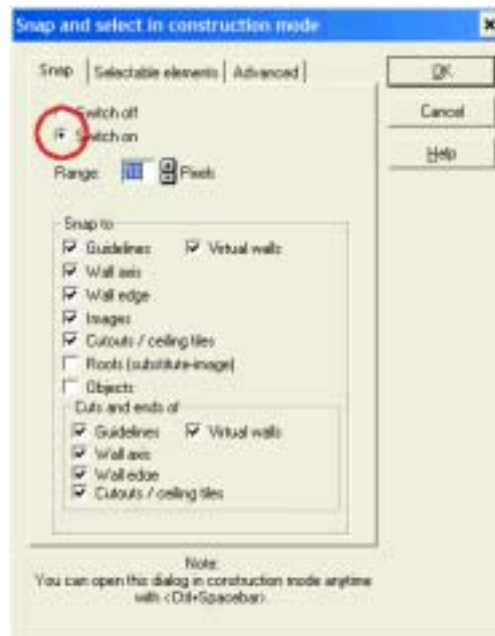 Snap and select in construction mode
Snap Selectable elements Advanced
OK
Cancel
Help
Switch off
Switch on
Range: Pixels
Snap to
Guidelines Virtual walls
Wall axis
Wall edge
Images
Cutouts / ceiling tiles
Roofs (substitute-image)
Objects
Cuts and ends of
Guidelines Virtual walls
Wall axis
Wall edge
Cutouts / ceiling tiles
Note:
You can open this dialog in construction mode anytime
with <Ctrl+Spacebar>.